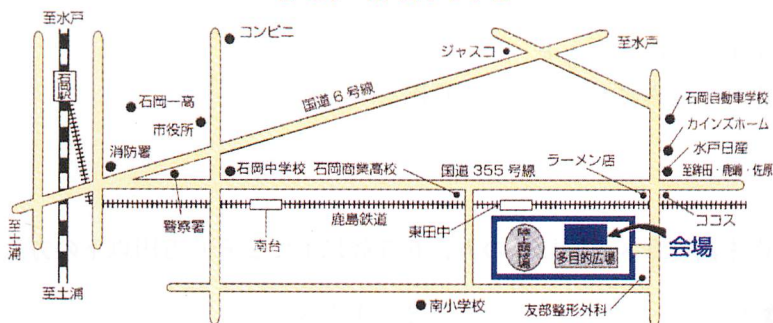 至水戸
コンビニ
ジャスコ
至水戸
石岡駅
石岡一高
国道6号線
石岡自動車学校
市役所
カインズホーム
水戸日産
消防署
石岡中学校
石岡商業高校
国道355号線
ラーメン店
至鉾田・鹿嶋・佐原
警察署
南台
鹿島鉄道
東田中
ココス
至土浦
陸上競技場
多目的広場
会場
至土浦
南小学校
友部整形外科